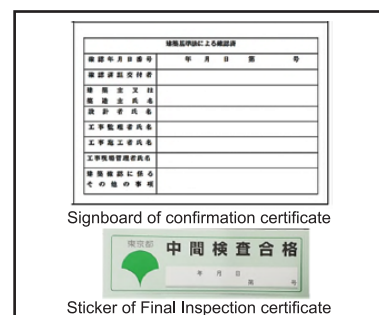 建築基準法による確認済
確認年月日番号 年 月 日 第 号
確認済証交付者
建築主又は
築造主氏名
設計者氏名
工事監理者氏名
工事施工者氏名
工事現場管理者氏名
建築確認に係る
その他の事項
Signboard of confirmation certificate
東京都 中間検査合格
年 月 日
第 号
Sticker of Final Inspection certificate